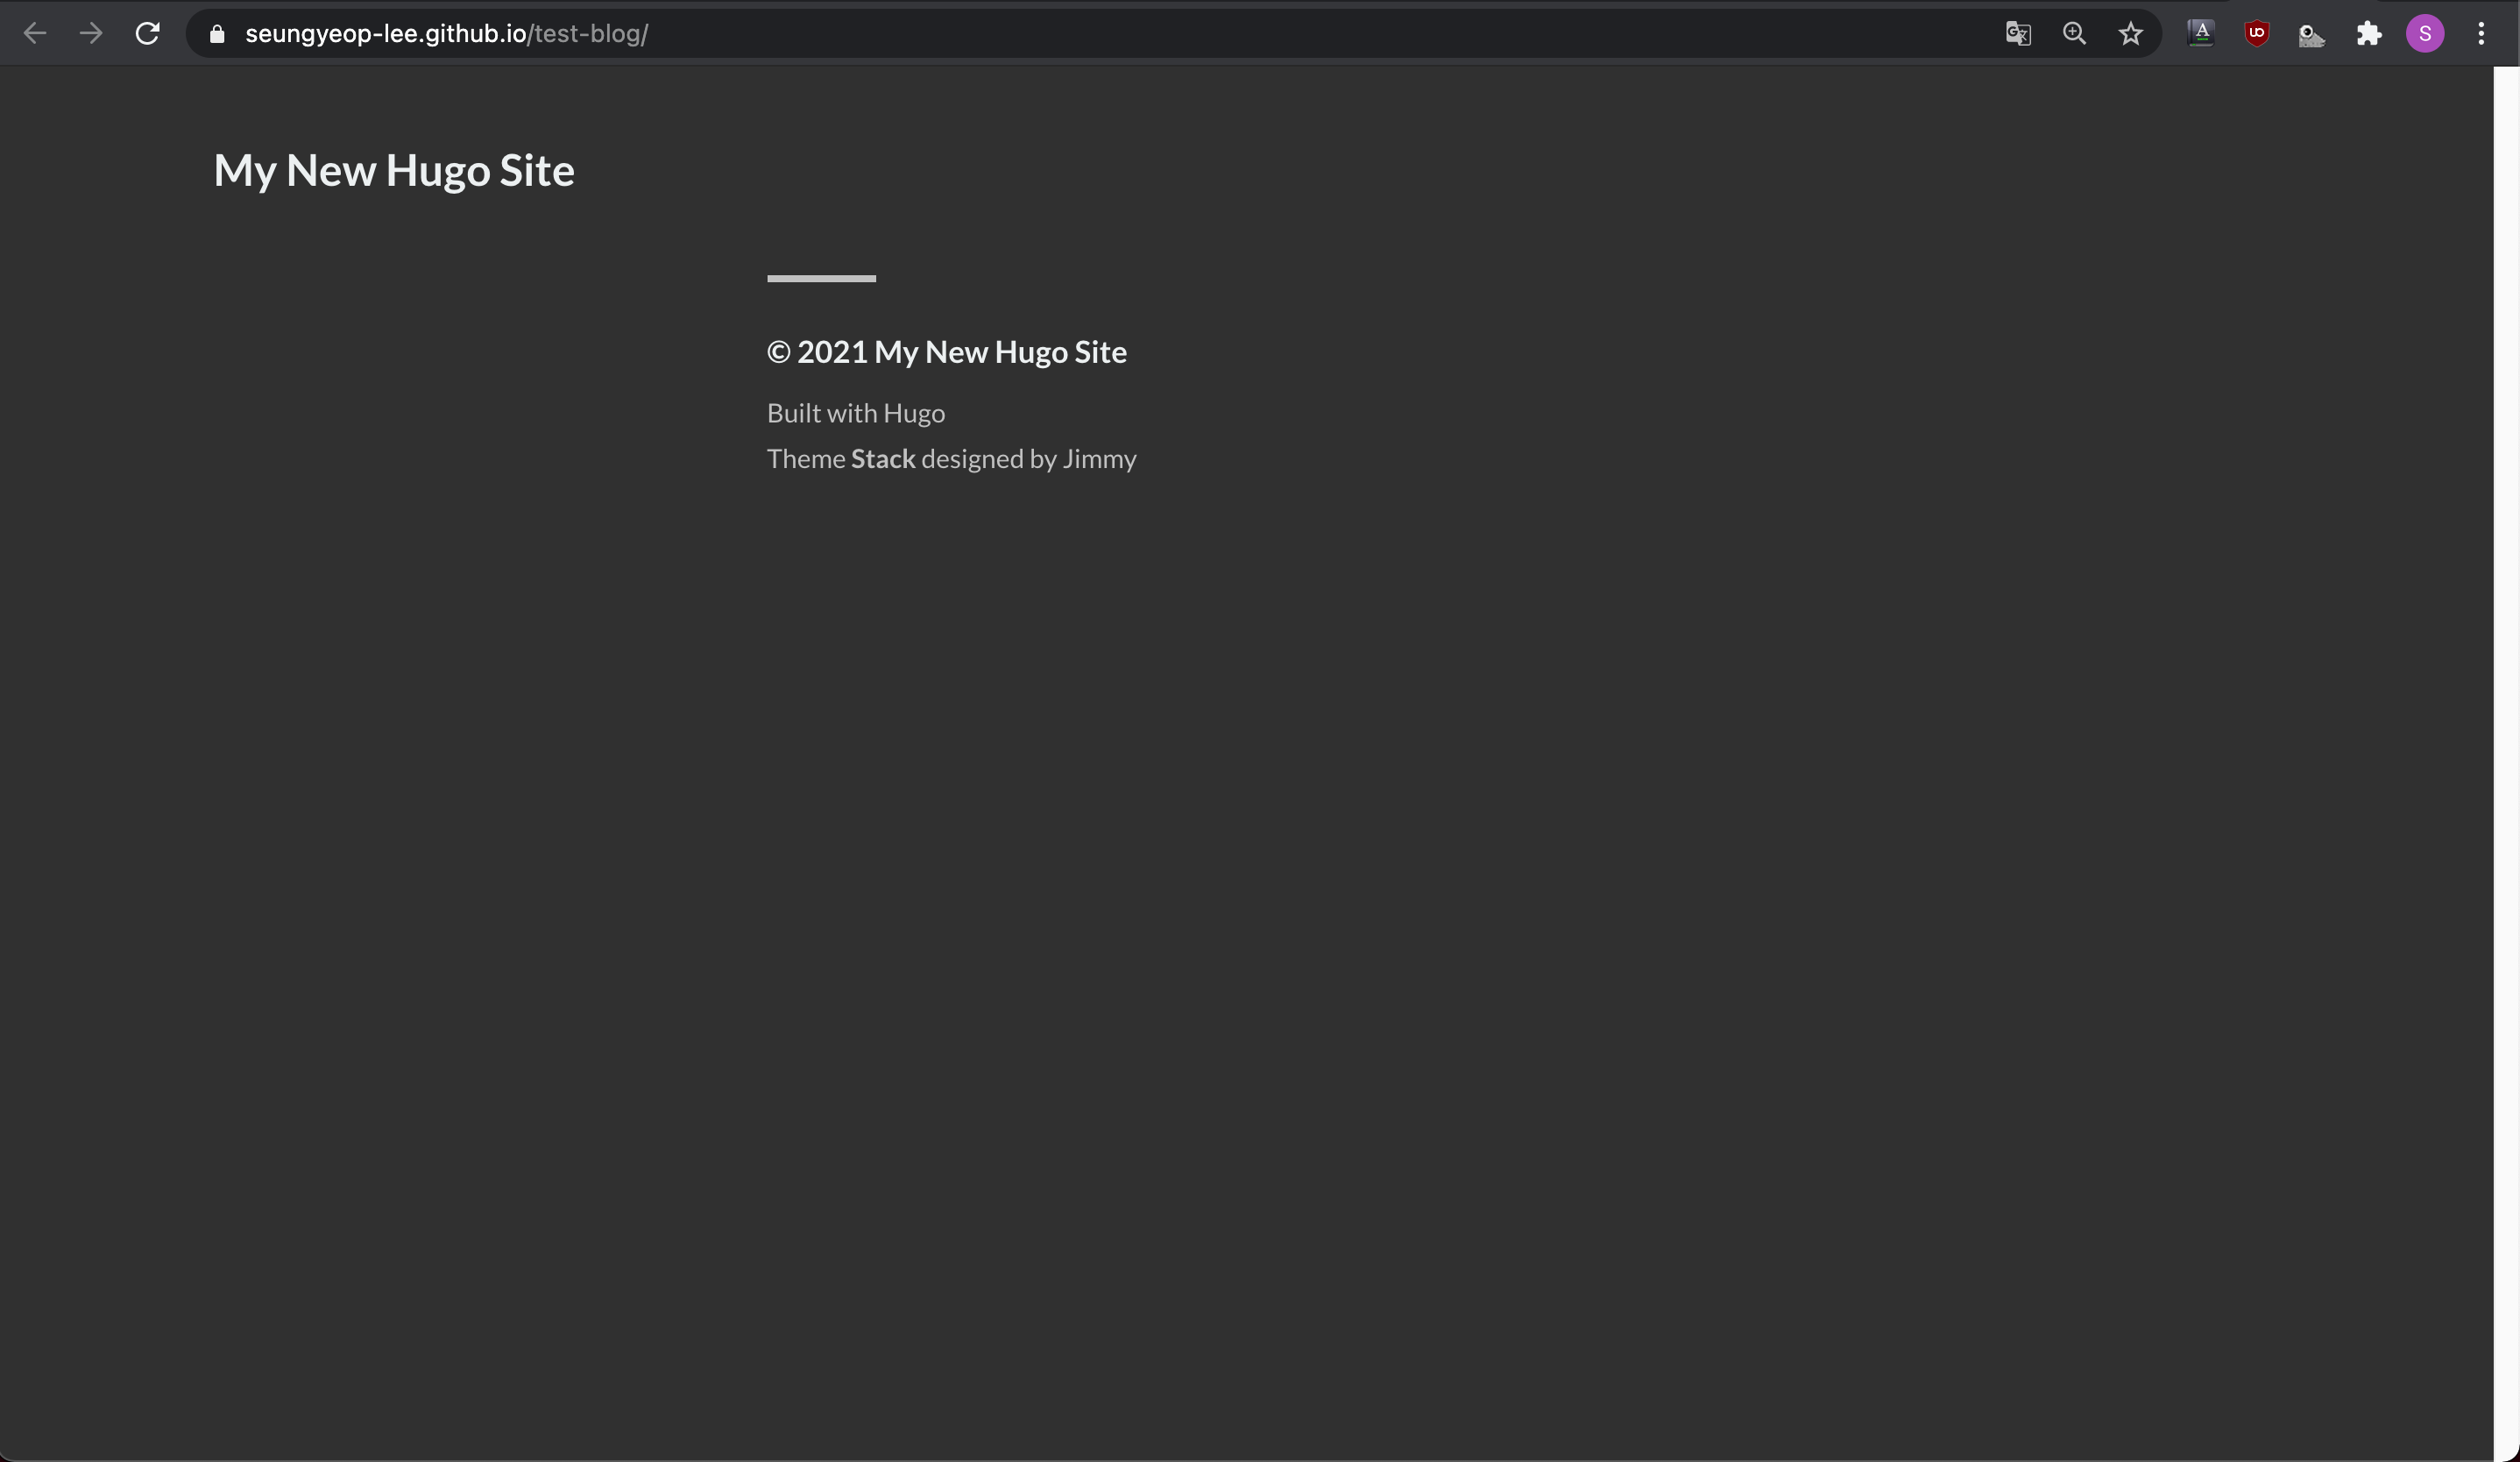 seungyeop-lee.github.io/test-blog/
S
My New Hugo Site
© 2021 My New Hugo Site
Built with Hugo
Theme Stack designed by Jimmy